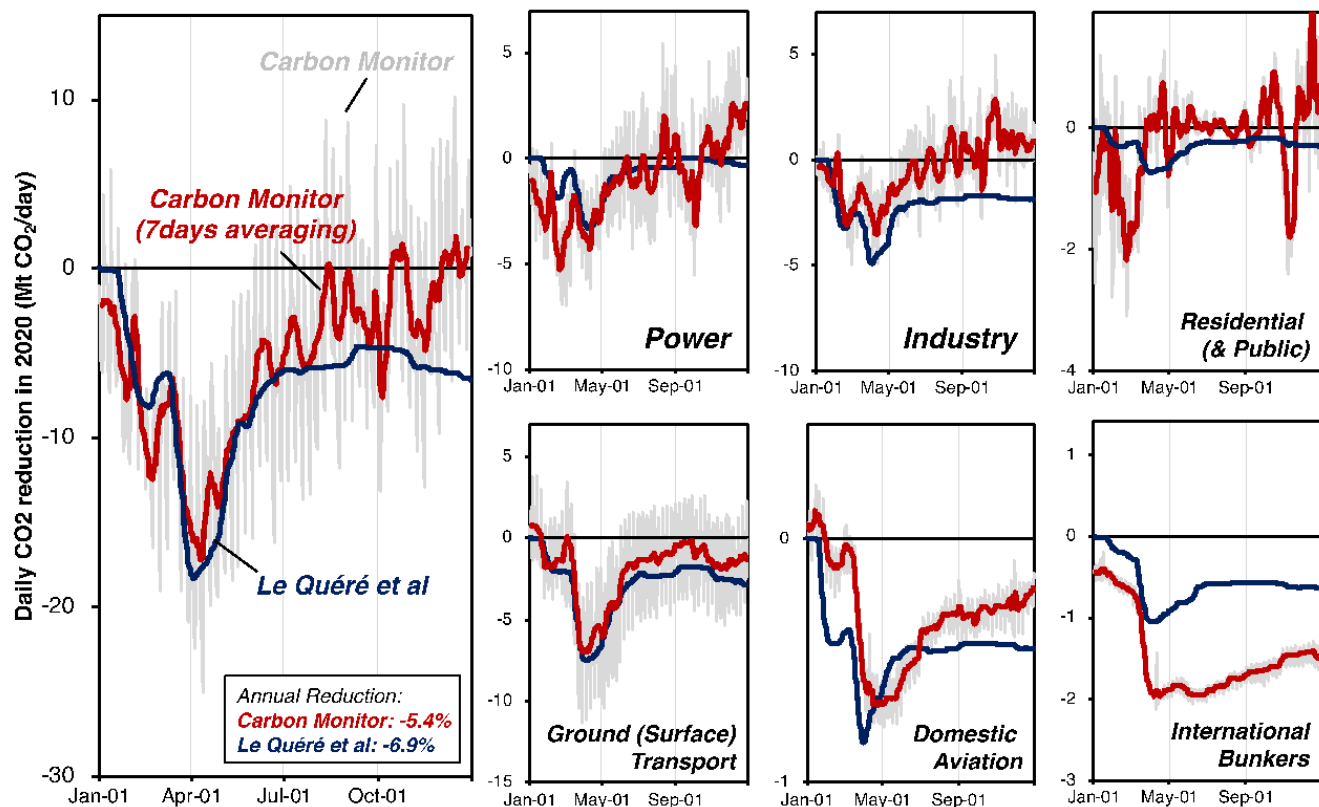 Daily CO2 reduction in 2020 (Mt CO₂/day)
10
0
-10
-20
-30
Jan-01 Apr-01 Jul-01 Oct-01
Carbon Monitor
Carbon Monitor
(7days averaging)
Le Quéré et al
Annual Reduction:
Carbon Monitor: -5.4%
Le Quéré et al: -6.9%
5
0
-5
-10
Jan-01 May-01 Sep-01
Power
5
0
-5
-10
Jan-01 May-01 Sep-01
Industry
0
-2
-4
Jan-01 May-01 Sep-01
Residential
(& Public)
5
0
-5
-10
-15
Jan-01 May-01 Sep-01
Ground (Surface)
Transport
0
-1
Jan-01 May-01 Sep-01
Domestic
Aviation
1
0
-1
-2
-3
Jan-01 May-01 Sep-01
International
Bunkers